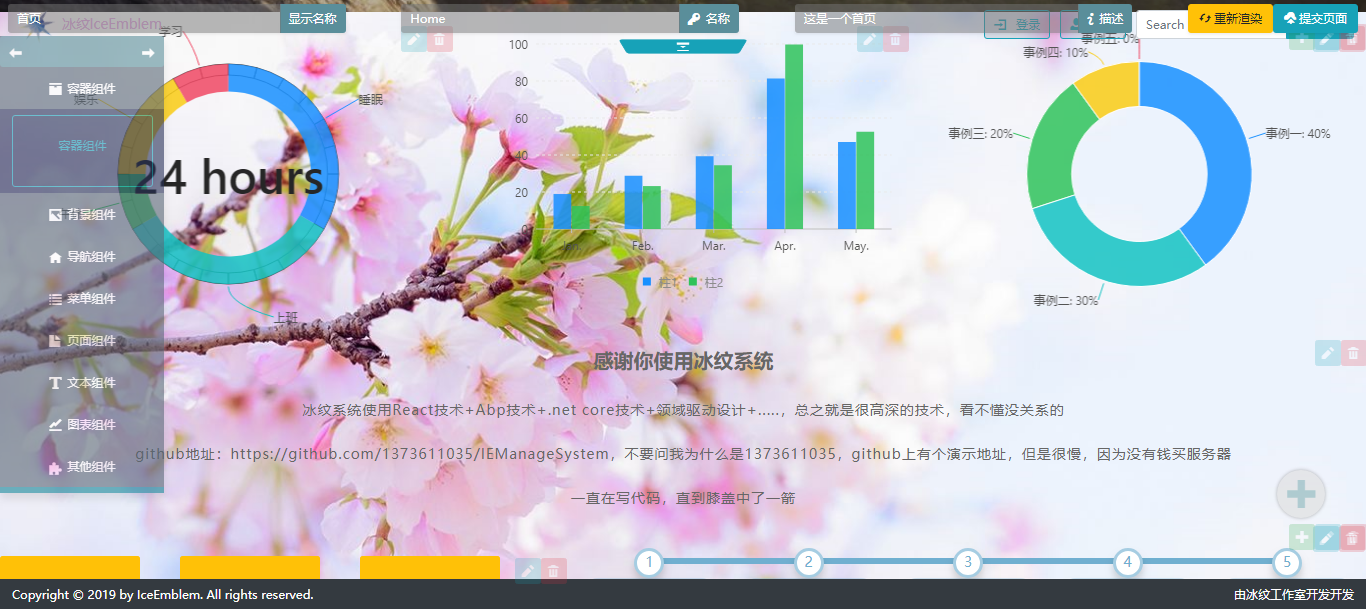 首页 显示名称 Home 名称 这是一个首页 描述 重新渲染 提交页面
冰纹IceEmblem 登录 Search
学习
容器组件
娱乐
容器组件
背景组件
导航组件
菜单组件
页面组件
文本组件
图表组件
其他组件
睡眠
24 hours
上班
100
80
60
40
20
0
Feb. Mar. Apr. May.
柱1 柱2
事例五: 0%
事例四: 10%
事例三: 20%
事例一: 40%
事例二: 30%
感谢你使用冰纹系统
冰纹系统使用React技术+Abp技术+.net core技术+领域驱动设计+.....，总之就是很高深的技术，看不懂没关系的
github地址：https://github.com/1373611035/IEManageSystem，不要问我为什么是1373611035，github上有个演示地址，但是很慢，因为没有钱买服务器
一直在写代码，直到膝盖中了一箭
1 2 3 4 5
Copyright © 2019 by IceEmblem. All rights reserved. 由冰纹工作室开发开发